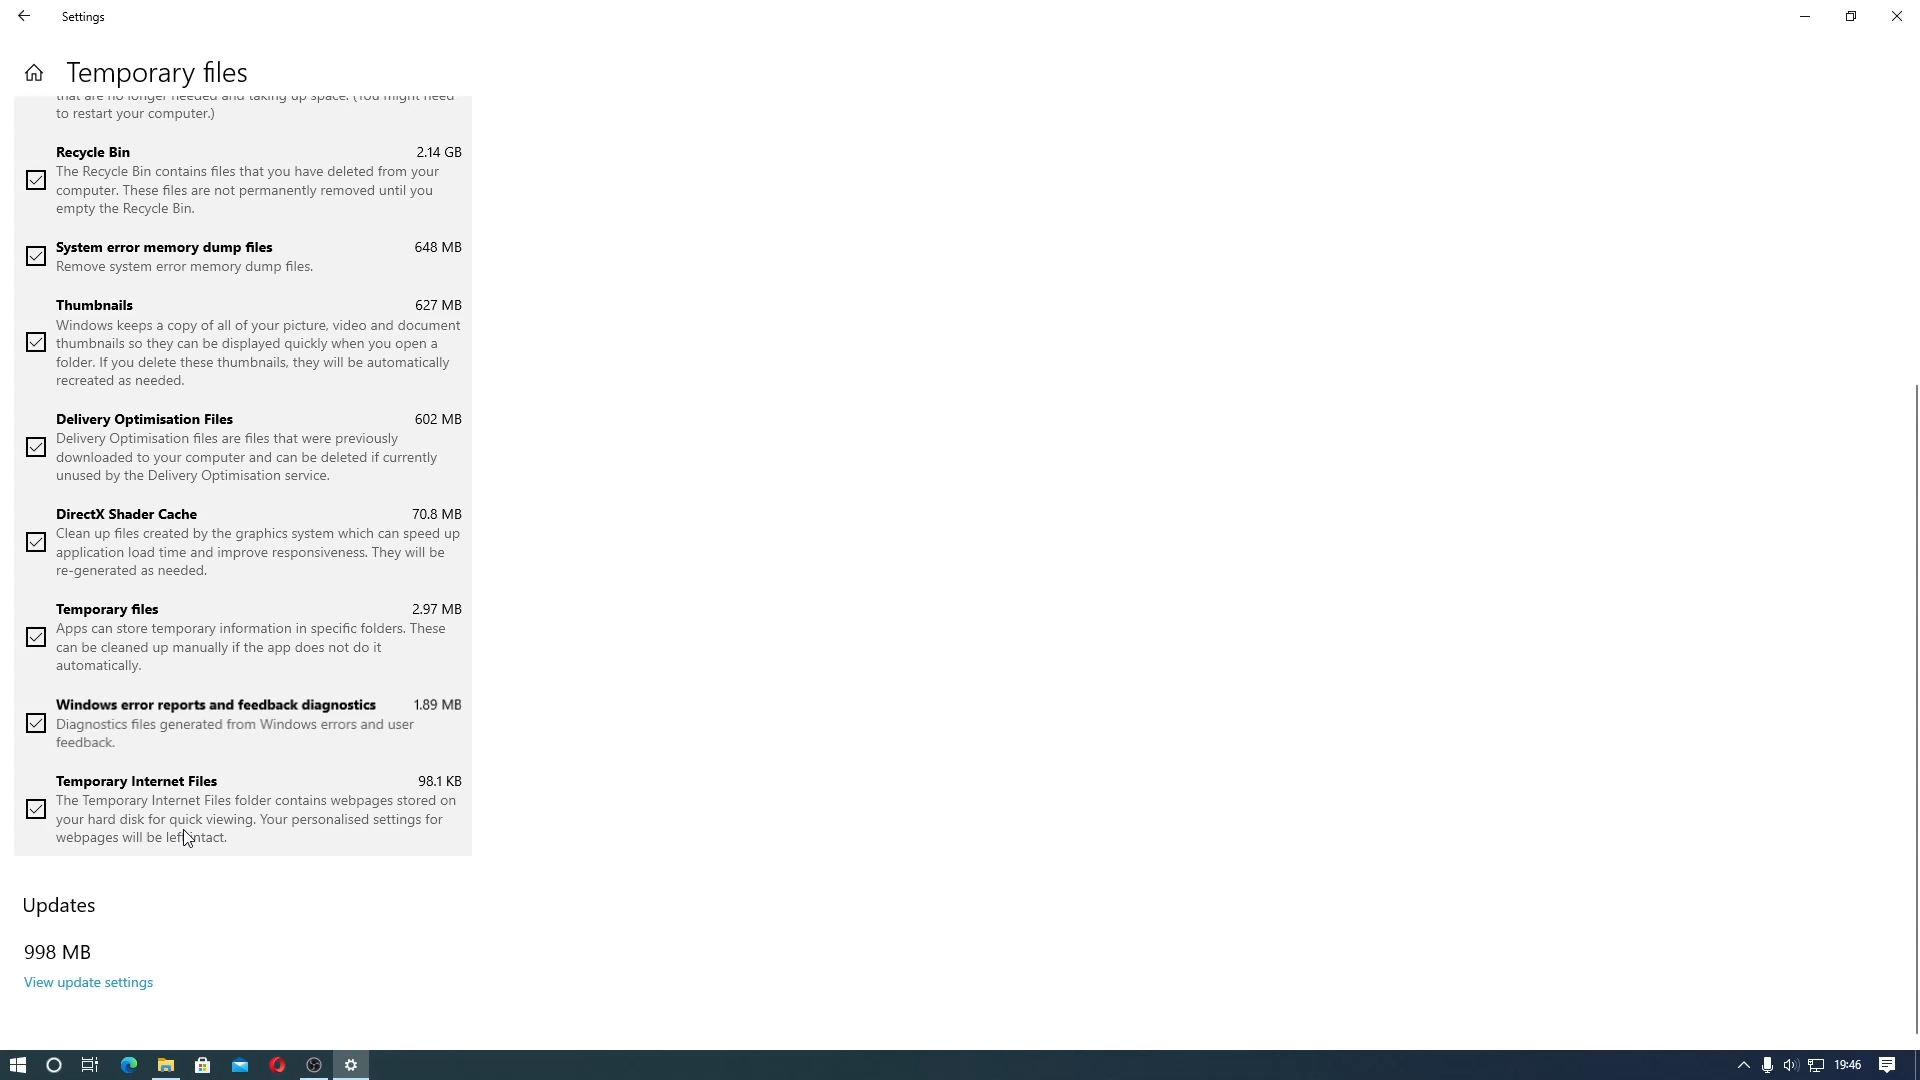 Settings
Temporary files
that are no longer needed and taking up space. (You might need
to restart your computer.)
Recycle Bin 2.14 GB
The Recycle Bin contains files that you have deleted from your
computer. These files are not permanently removed until you
empty the Recycle Bin.
System error memory dump files 648 MB
Remove system error memory dump files.
Thumbnails 627 MB
Windows keeps a copy of all of your picture, video and document
thumbnails so they can be displayed quickly when you open a
folder. If you delete these thumbnails, they will be automatically
recreated as needed.
Delivery Optimisation Files 602 MB
Delivery Optimisation files are files that were previously
downloaded to your computer and can be deleted if currently
unused by the Delivery Optimisation service.
DirectX Shader Cache 70.8 MB
Clean up files created by the graphics system which can speed up
application load time and improve responsiveness. They will be
re-generated as needed.
Temporary files 2.97 MB
Apps can store temporary information in specific folders. These
can be cleaned up manually if the app does not do it
automatically.
Windows error reports and feedback diagnostics 1.89 MB
Diagnostics files generated from Windows errors and user
feedback.
Temporary Internet Files 98.1 KB
The Temporary Internet Files folder contains webpages stored on
your hard disk for quick viewing. Your personalised settings for
webpages will be left intact.
Updates
998 MB
View update settings
19:46